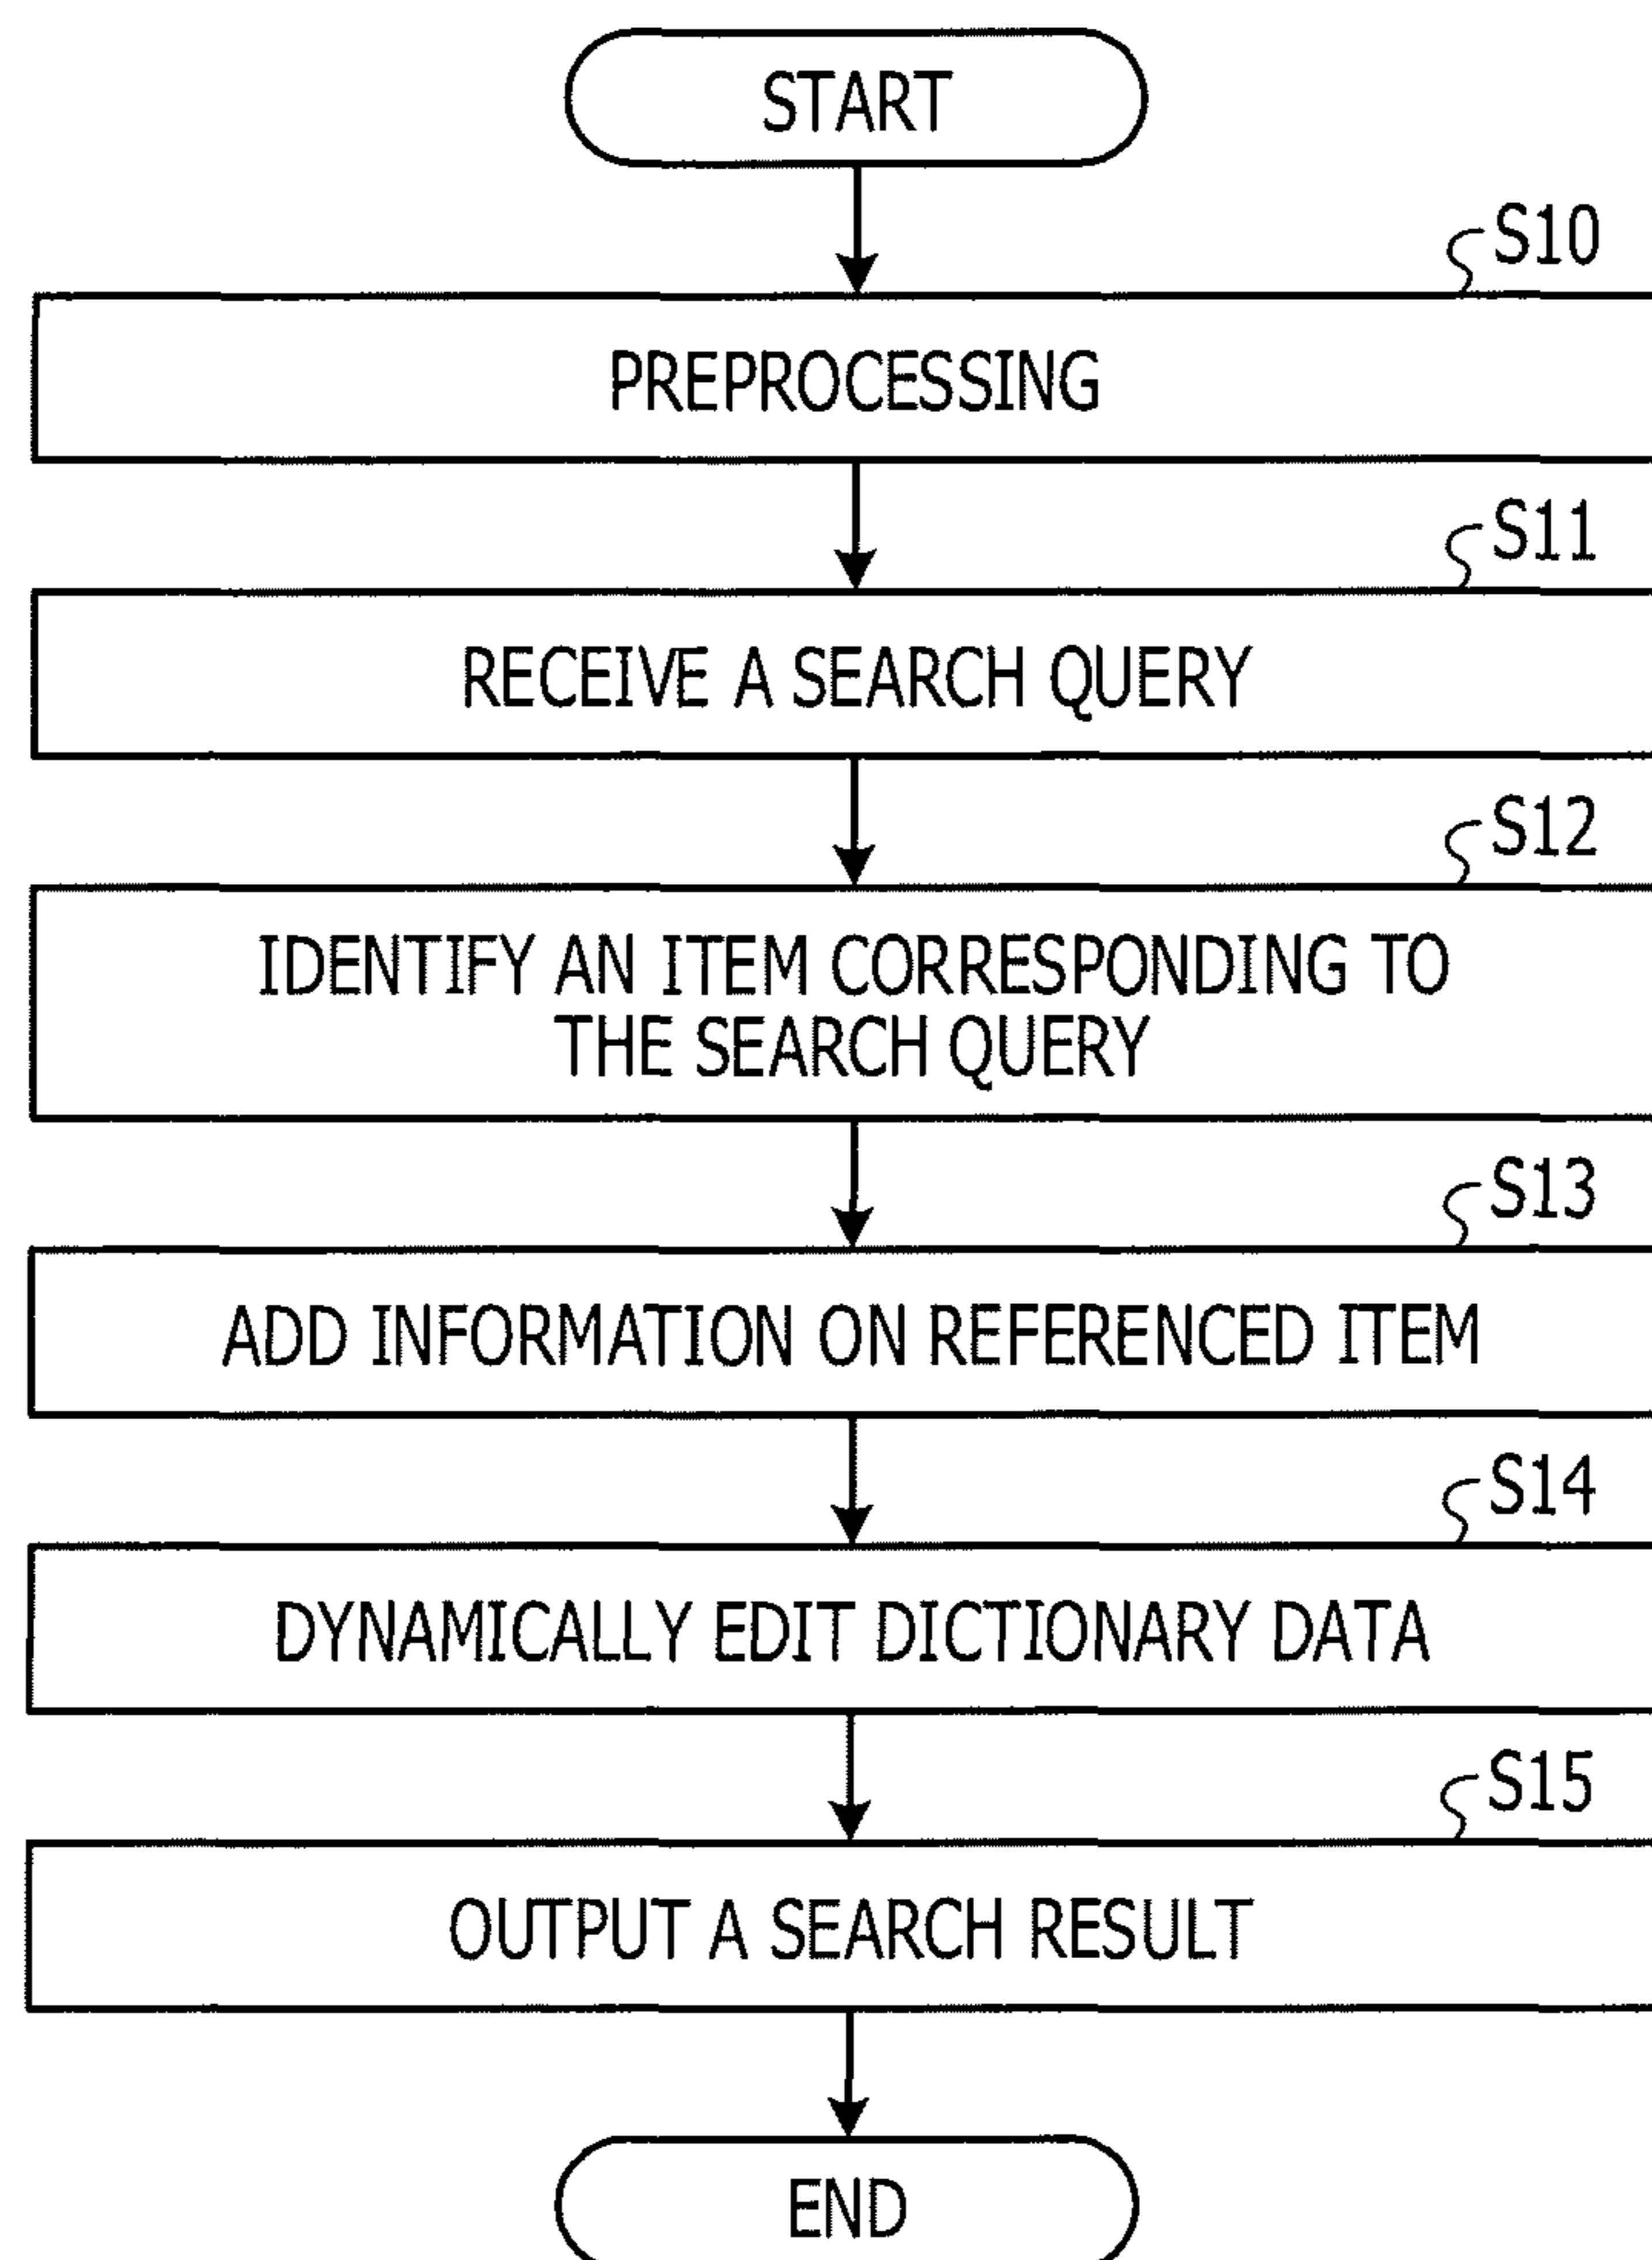 START
S10
PREPROCESSING
S11
RECEIVE A SEARCH QUERY
S12
IDENTIFY AN ITEM CORRESPONDING TO
THE SEARCH QUERY
S13
ADD INFORMATION ON REFERENCED ITEM
S14
DYNAMICALLY EDIT DICTIONARY DATA
S15
OUTPUT A SEARCH RESULT
END